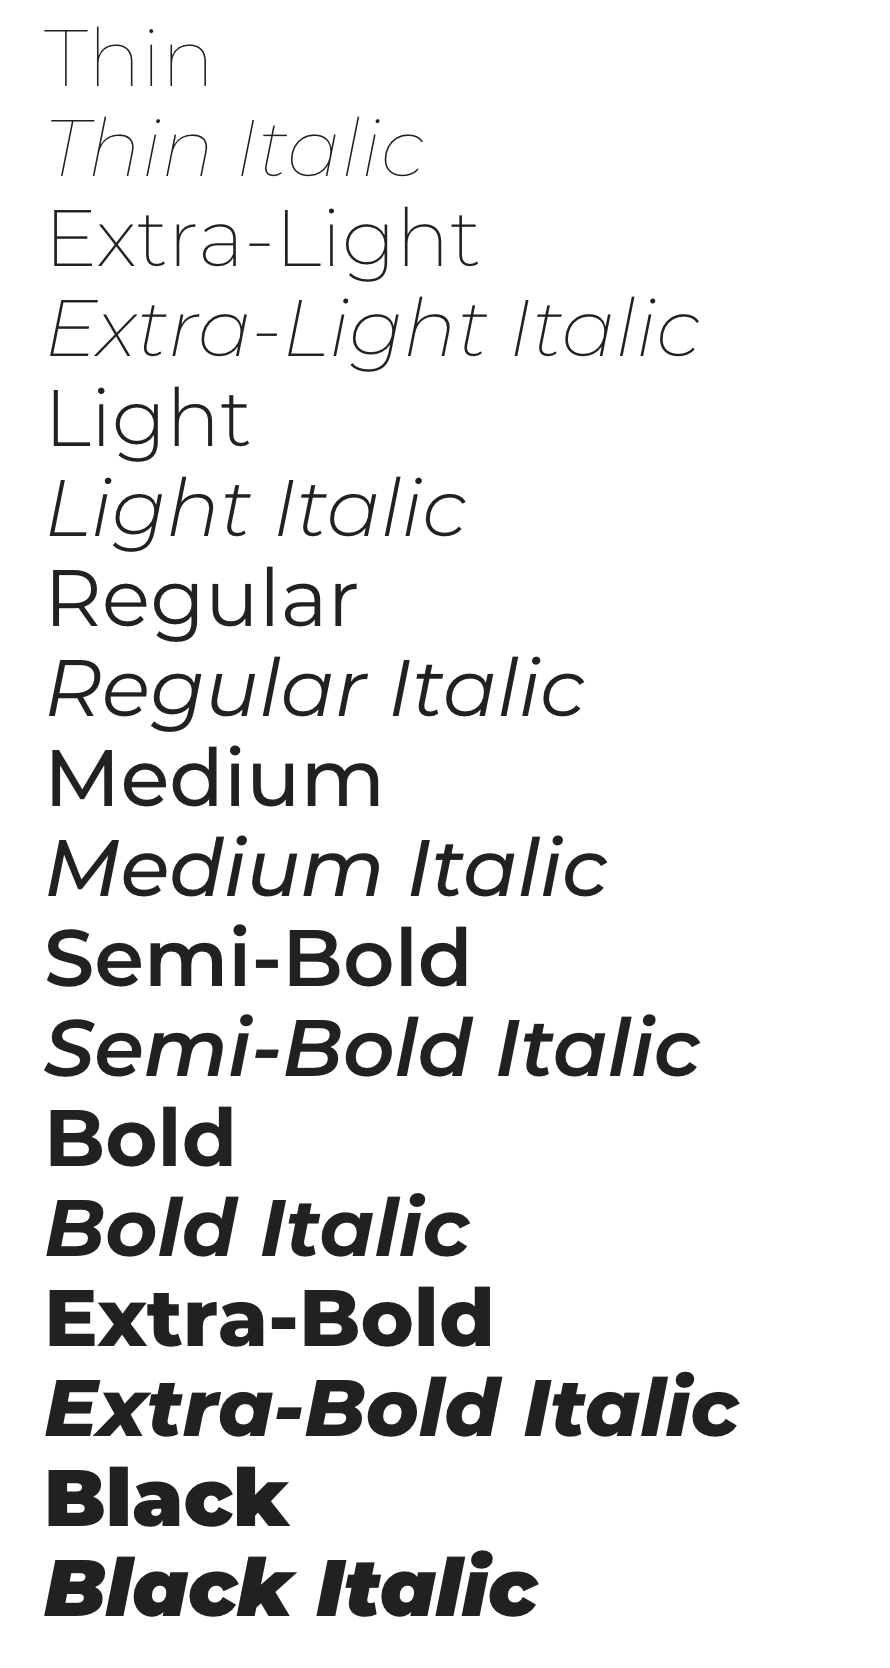 Thin
Thin Italic
Extra-Light
Extra-Light Italic
Light
Light Italic
Regular
Regular Italic
Medium
Medium Italic
Semi-Bold
Semi-Bold Italic
Bold
Bold Italic
Extra-Bold
Extra-Bold Italic
Black
Black Italic